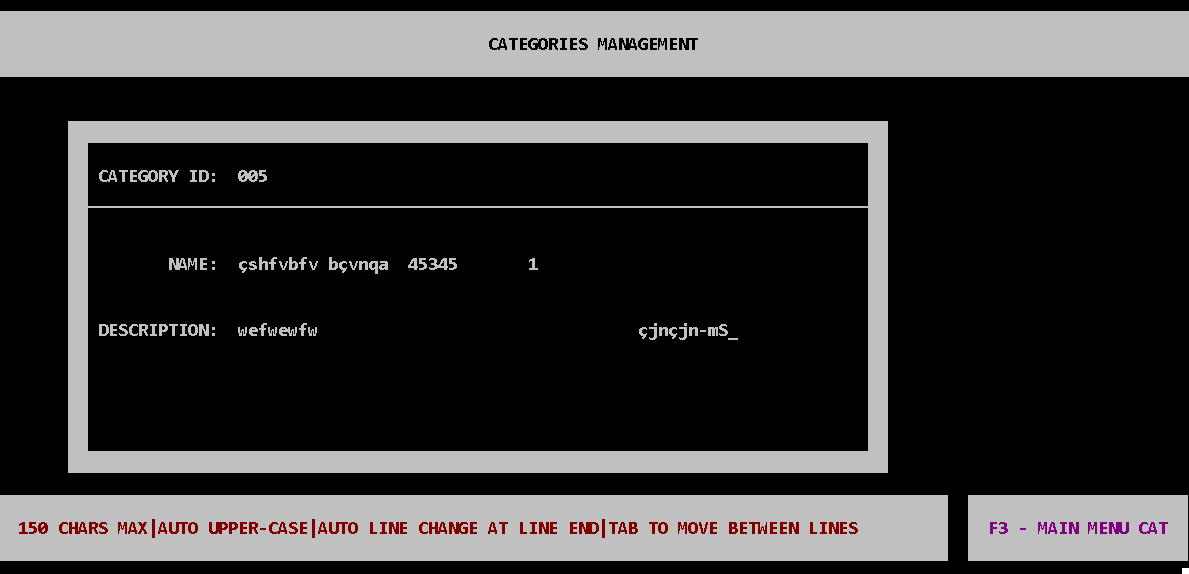 CATEGORIES MANAGEMENT
CATEGORY ID: 005
NAME: çshfvbfv bçvnqa 45345 1
DESCRIPTION: wefwewfw çjnçjn-mS_
150 CHARS MAX|AUTO UPPER-CASE|AUTO LINE CHANGE AT LINE END|TAB TO MOVE BETWEEN LINES
F3 - MAIN MENU CAT